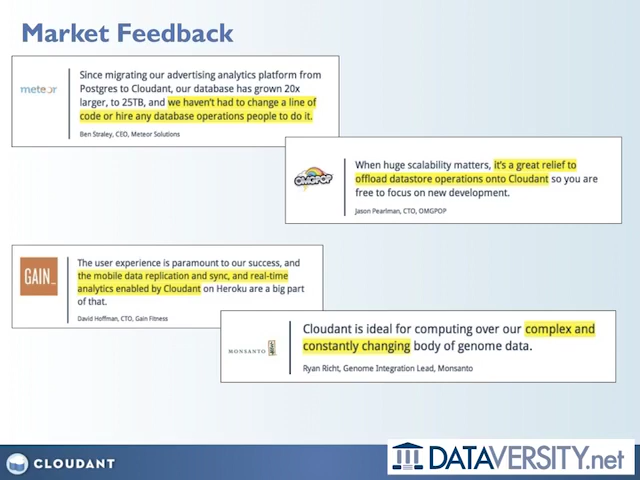 Market Feedback
meteor
Since migrating our advertising analytics platform from
Postgres to Cloudant, our database has grown 20x
larger, to 25TB, and we haven't had to change a line of
code or hire any database operations people to do it.
Ben Straley, CEO, Meteor Solutions
OMGPOP
When huge scalability matters, it's a great relief to
offload datastore operations onto Cloudant so you are
free to focus on new development.
Jason Pearlman, CTO, OMGPOP
GAIN_
The user experience is paramount to our success, and
the mobile data replication and sync, and real-time
analytics enabled by Cloudant on Heroku are a big part
of that.
David Hoffman, CTO, Gain Fitness
MONSANTO
Cloudant is ideal for computing over our complex and
constantly changing body of genome data.
Ryan Richt, Genome Integration Lead, Monsanto
CLOUDANT
DATAVERSITY.net